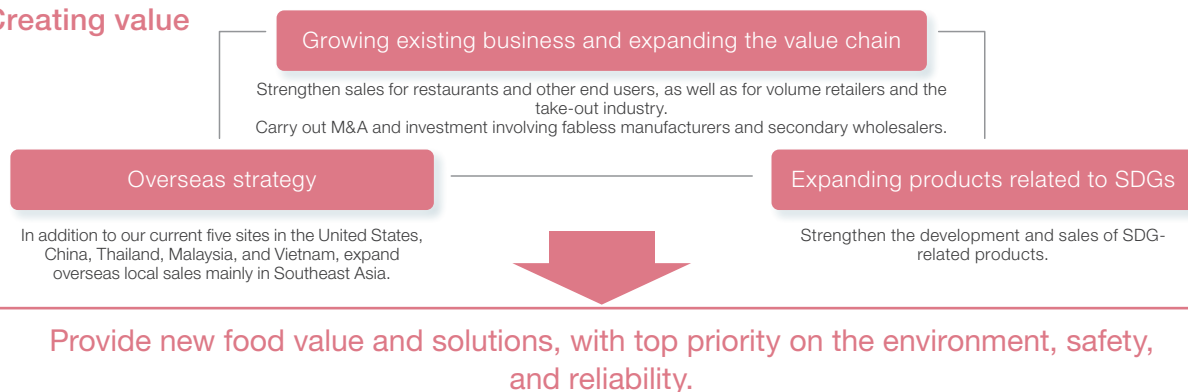 Creating value
Growing existing business and expanding the value chain
Strengthen sales for restaurants and other end users, as well as for volume retailers and the
take-out industry.
Carry out M&A and investment involving fabless manufacturers and secondary wholesalers.
Overseas strategy
In addition to our current five sites in the United States,
China, Thailand, Malaysia, and Vietnam, expand
overseas local sales mainly in Southeast Asia.
Expanding products related to SDGs
Strengthen the development and sales of SDG-
related products.
Provide new food value and solutions, with top priority on the environment, safety,
and reliability.